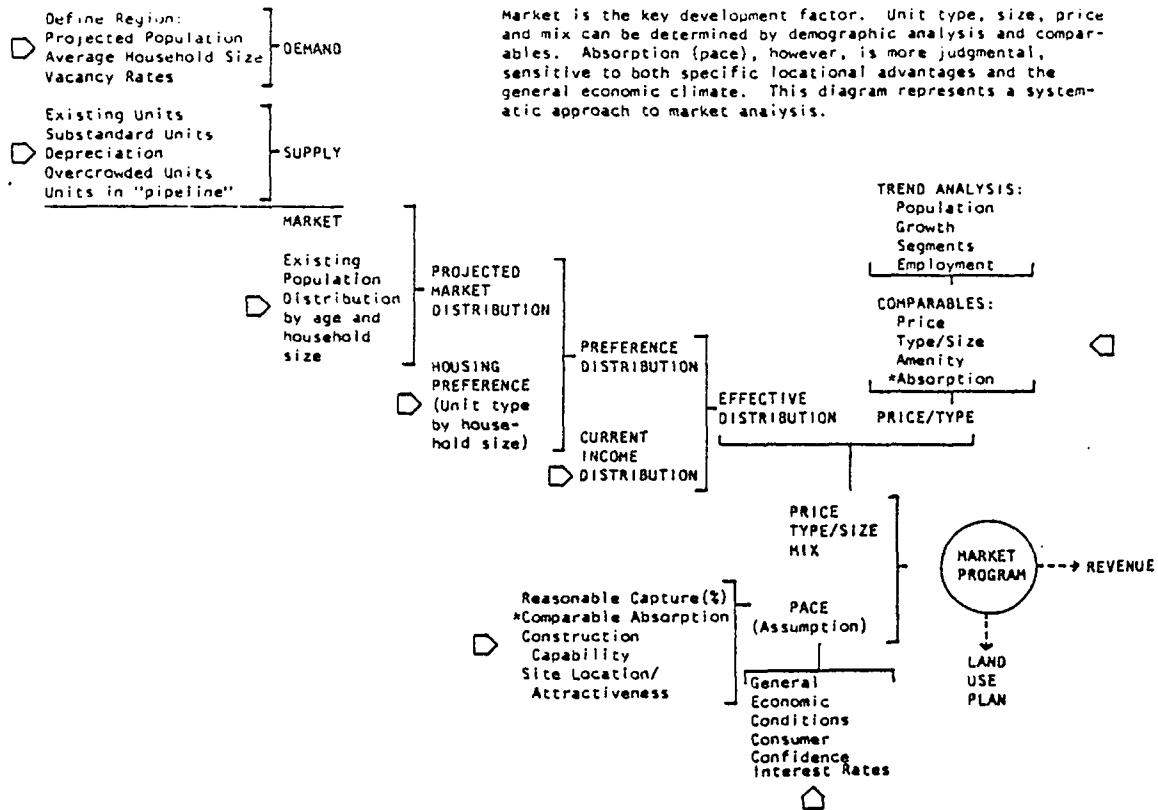 Define Region:
Projected Population
Average Household Size
Vacancy Rates
DEMAND
Market is the key development factor. Unit type, size, price
and mix can be determined by demographic analysis and compar-
ables. Absorption (pace), however, is more judgmental,
sensitive to both specific locational advantages and the
general economic climate. This diagram represents a system-
atic approach to market analysis.
Existing Units
Substandard Units
Depreciation
Overcrowded Units
Units in "pipeline"
SUPPLY
MARKET
Existing
Population
Distribution
by age and
household
size
PROJECTED
MARKET
DISTRIBUTION
HOUSING
PREFERENCE
(Unit type
by house-
hold size)
PREFERENCE
DISTRIBUTION
CURRENT
INCOME
DISTRIBUTION
EFFECTIVE
DISTRIBUTION
TREND ANALYSIS:
Population
Growth
Segments
Employment
COMPARABLES:
Price
Type/Size
Amenity
*Absorption
PRICE/TYPE
PRICE
TYPE/SIZE
MIX
Reasonable Capture(%)
*Comparable Absorption
Construction
Capability
Site Location/
Attractiveness
PACE
(Assumption)
General
Economic
Conditions
Consumer
Confidence
Interest Rates
MARKET
PROGRAM
REVENUE
LAND
USE
PLAN